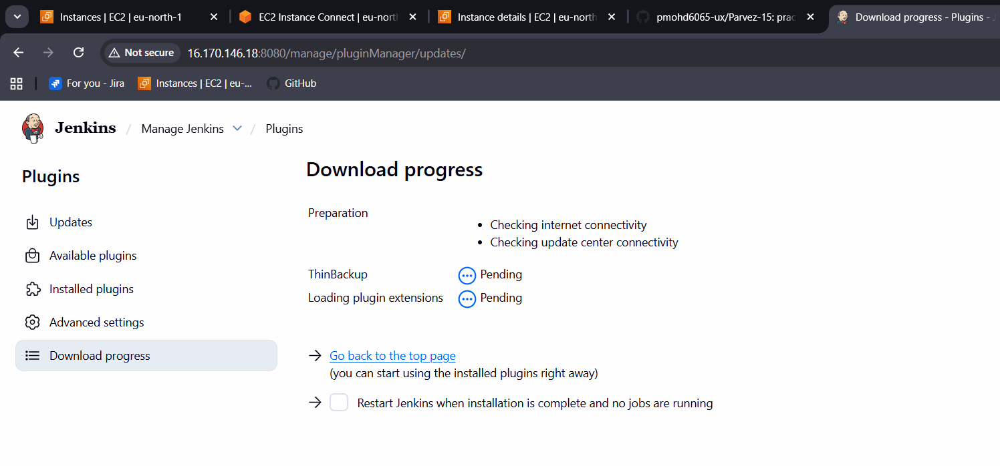 Instances | EC2 | eu-north-1
EC2 Instance Connect | eu-nort
Instance details | EC2 | eu-north
pmohd6065-ux/Parvez-15: prac
Download progress - Plugins -
Not secure
16.170.146.18:8080/manage/pluginManager/updates/
For you - Jira
Instances | EC2 | eu-...
GitHub
Jenkins / Manage Jenkins / Plugins
Plugins
Updates
Available plugins
Installed plugins
Advanced settings
Download progress
Download progress
Preparation
• Checking internet connectivity
• Checking update center connectivity
ThinBackup Pending
Loading plugin extensions Pending
→ Go back to the top page
(you can start using the installed plugins right away)
→ Restart Jenkins when installation is complete and no jobs are running